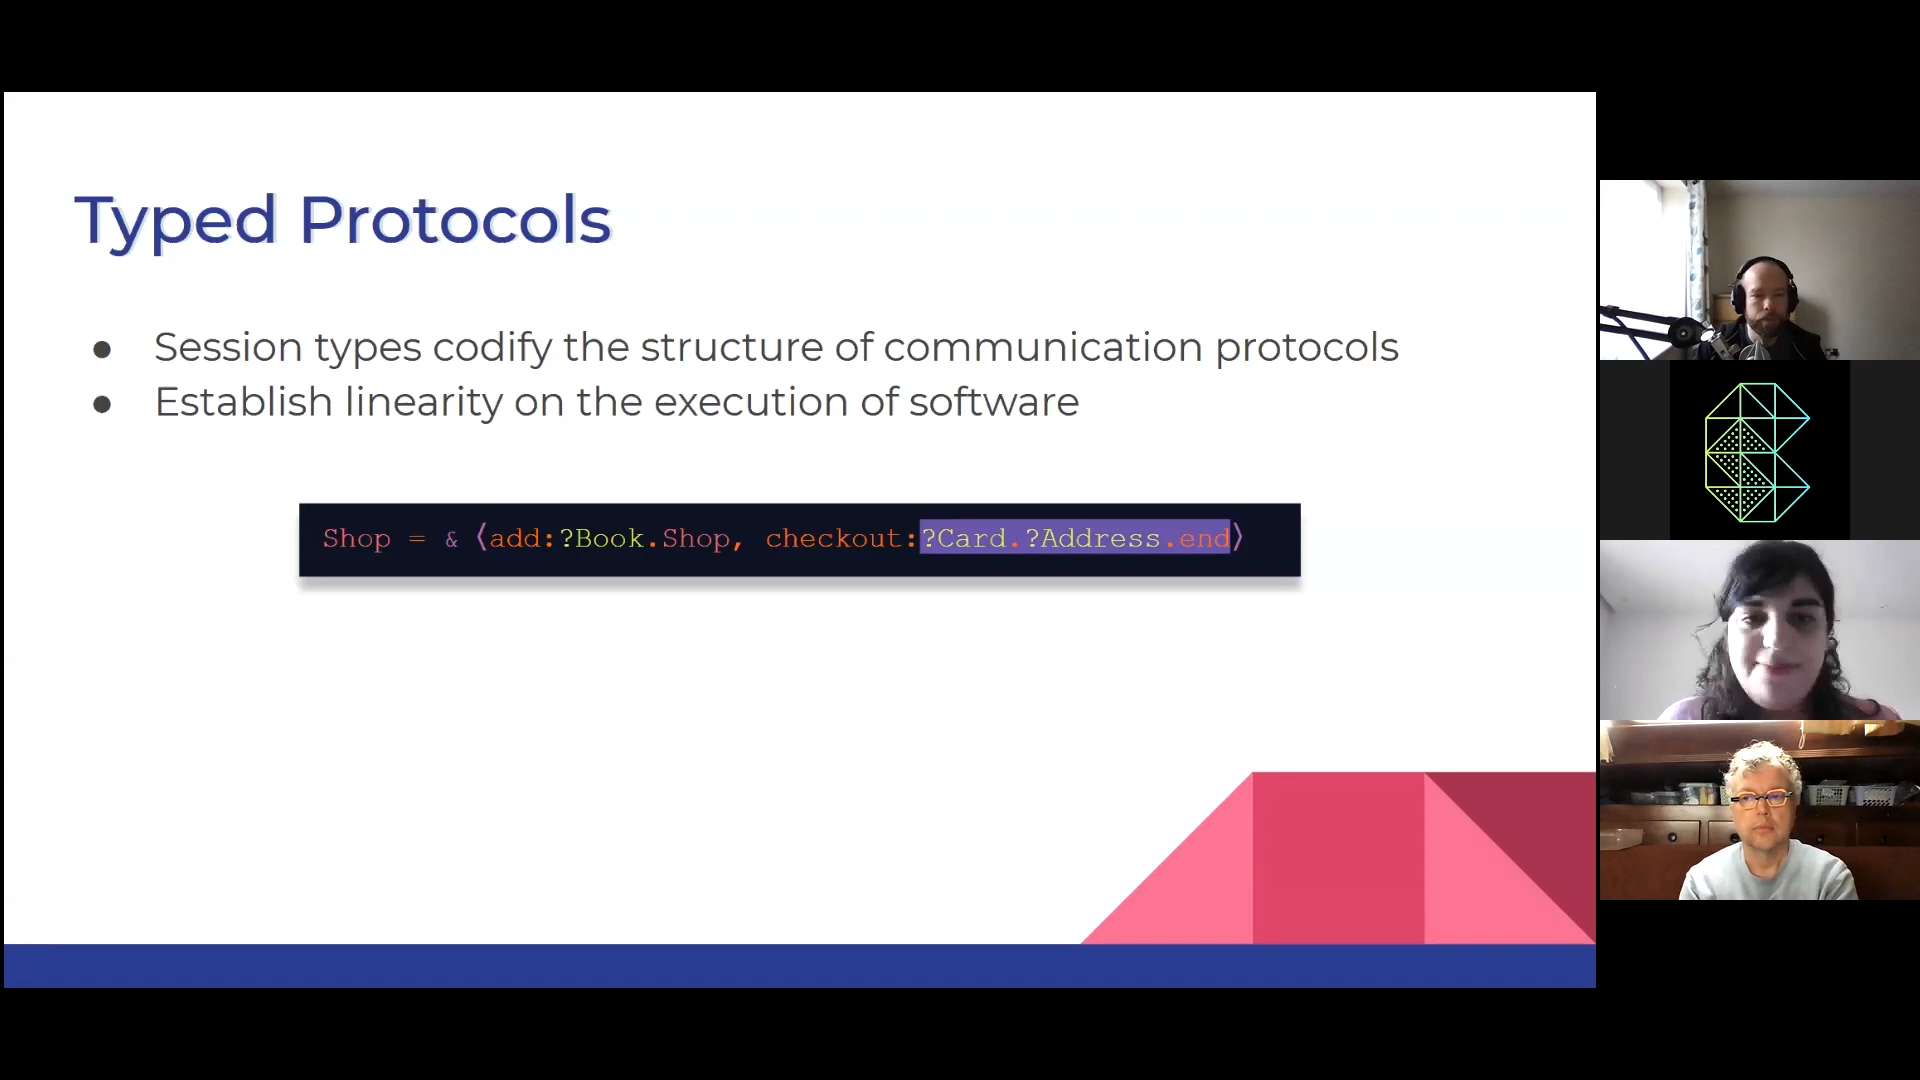 Typed Protocols
● Session types codify the structure of communication protocols
● Establish linearity on the execution of software
Shop = & ⟨add:?Book.Shop, checkout:?Card.?Address.end⟩